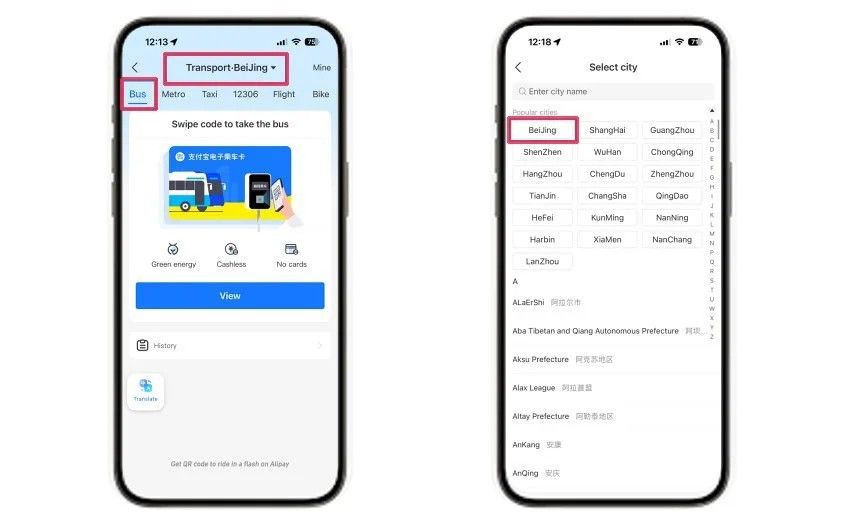 12:13
75
Transport·BeiJing
Mine
Bus Metro Taxi 12306 Flight Bike
Swipe code to take the bus
支付宝电子乘车卡
Green energy Cashless No cards
View
History
Translate
Get QR code to ride in a flash on Alipay
12:18
71
Select city
Enter city name
Popular cities
BeiJing ShangHai GuangZhou
ShenZhen WuHan ChongQing
HangZhou ChengDu ZhengZhou
TianJin ChangSha QingDao
HeFei KunMing NanNing
Harbin XiaMen NanChang
LanZhou
A
ALaErShi 阿拉尔市
Aba Tibetan and Qiang Autonomous Prefecture 阿坝...
Aksu Prefecture 阿克苏地区
Alax League 阿拉善盟
Altay Prefecture 阿勒泰地区
AnKang 安康
AnQing 安庆
A
B
C
D
E
F
G
H
I
J
K
L
M
N
P
Q
R
S
T
U
W
X
Y
Z